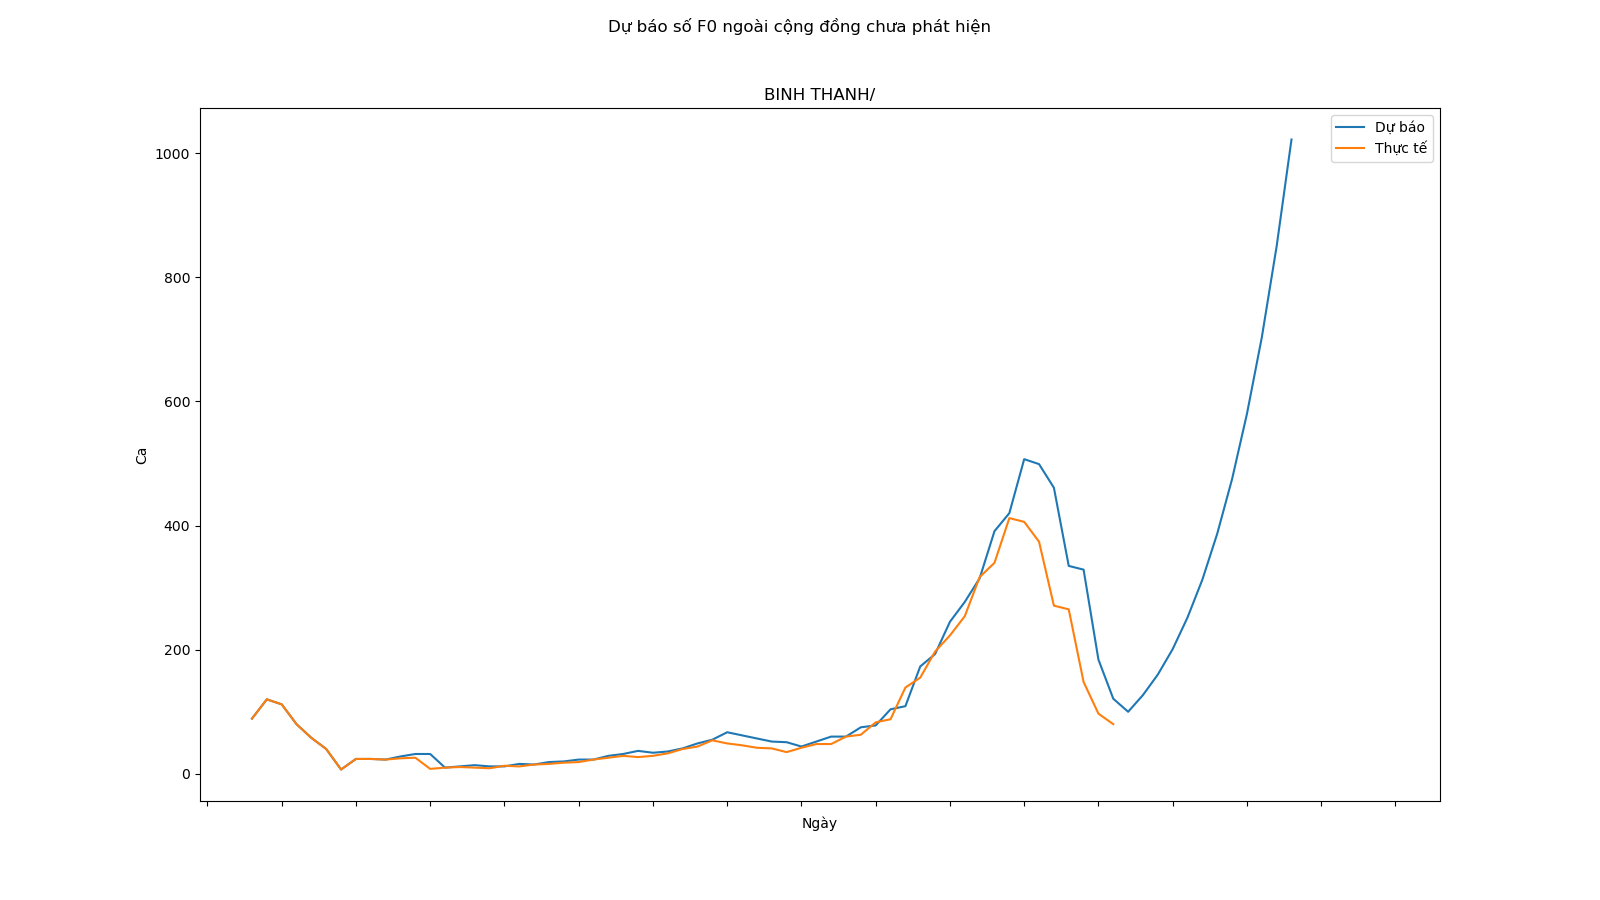 Dự báo số F0 ngoài cộng đồng chưa phát hiện
BINH THANH/
Dự báo
Thực tế
1000
800
600
400
200
0
Ca
Ngày